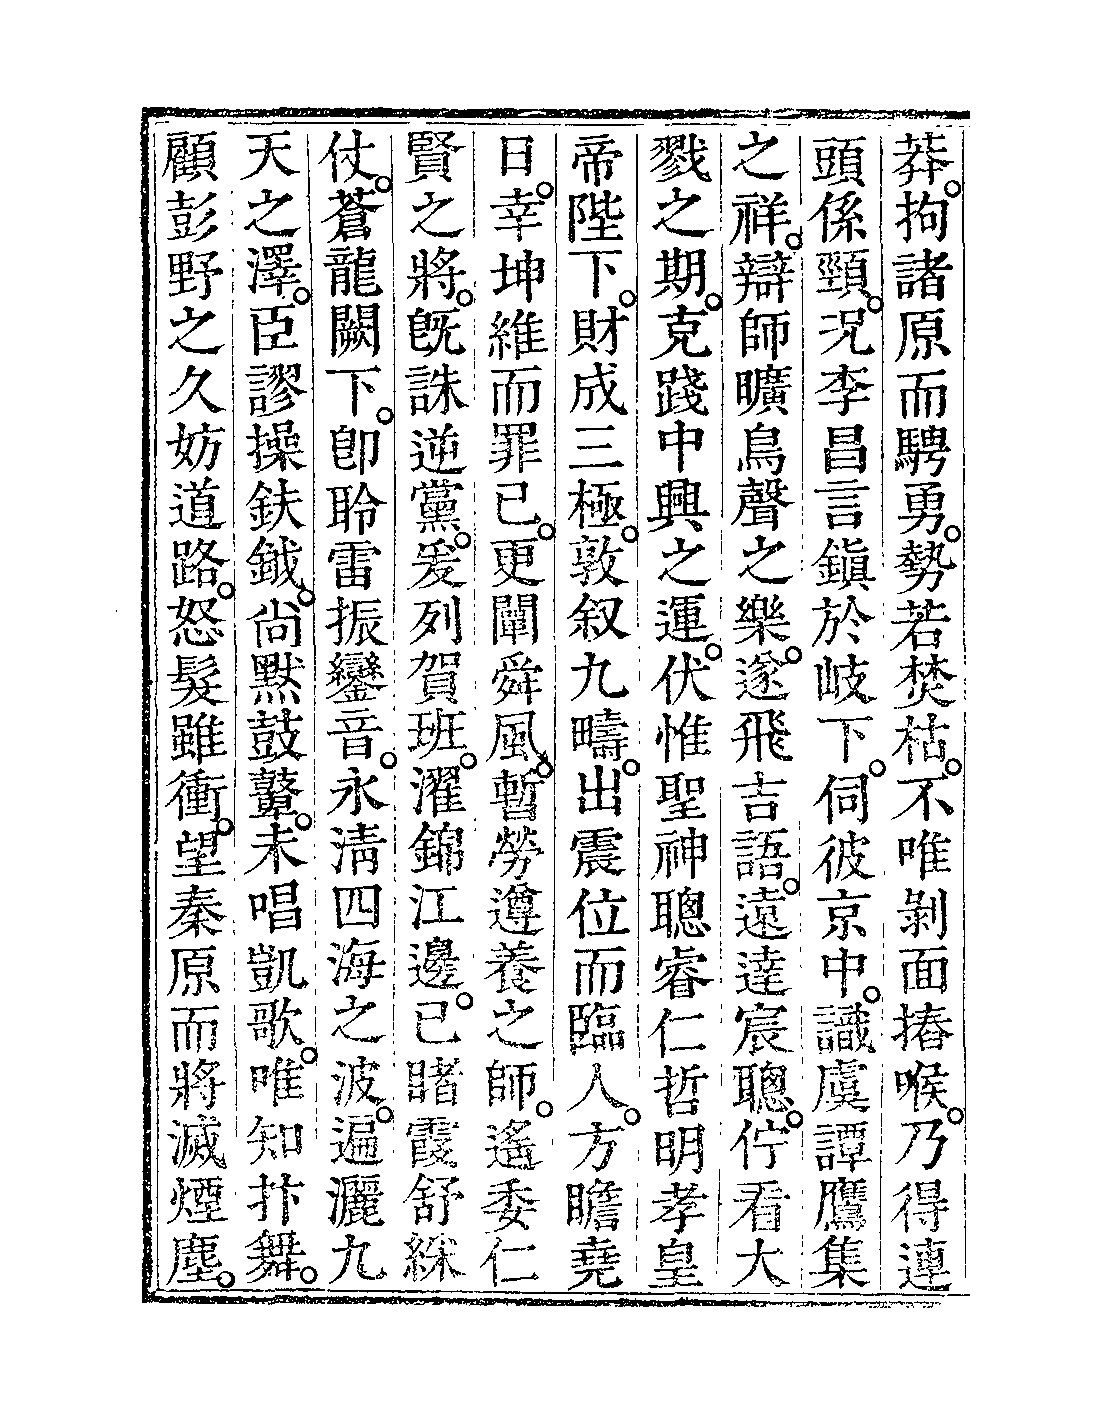 莽。拘諸原而騁勇。勢若焚枯。不唯剝面摏喉。乃得連
頭係頸。况李昌言鎭於岐下。伺彼京中。識虞譚鷹集
之祥。辯師曠鳥聲之樂。遂飛吉語。遠達宸聰。佇看大
戮之期。克踐中興之運。伏惟聖神聰睿仁哲明孝皇
帝陛下。財成三極。敦叙九疇。出震位而臨人。方瞻堯
日。幸坤維而罪已。更闡舜風。暫勞遵養之師。遙委仁
賢之將。旣誅逆黨。爰列賀班。濯錦江邊。已睹霞舒綵
仗。蒼龍闕下。卽聆雷振鑾音。永淸四海之波。遍灑九
天之澤。臣謬操鈇鉞。尙默鼓鼙。未唱凱歌。唯知抃舞。
顧彭野之久妨道路。怒髮雖衝。望秦原而將滅煙塵。